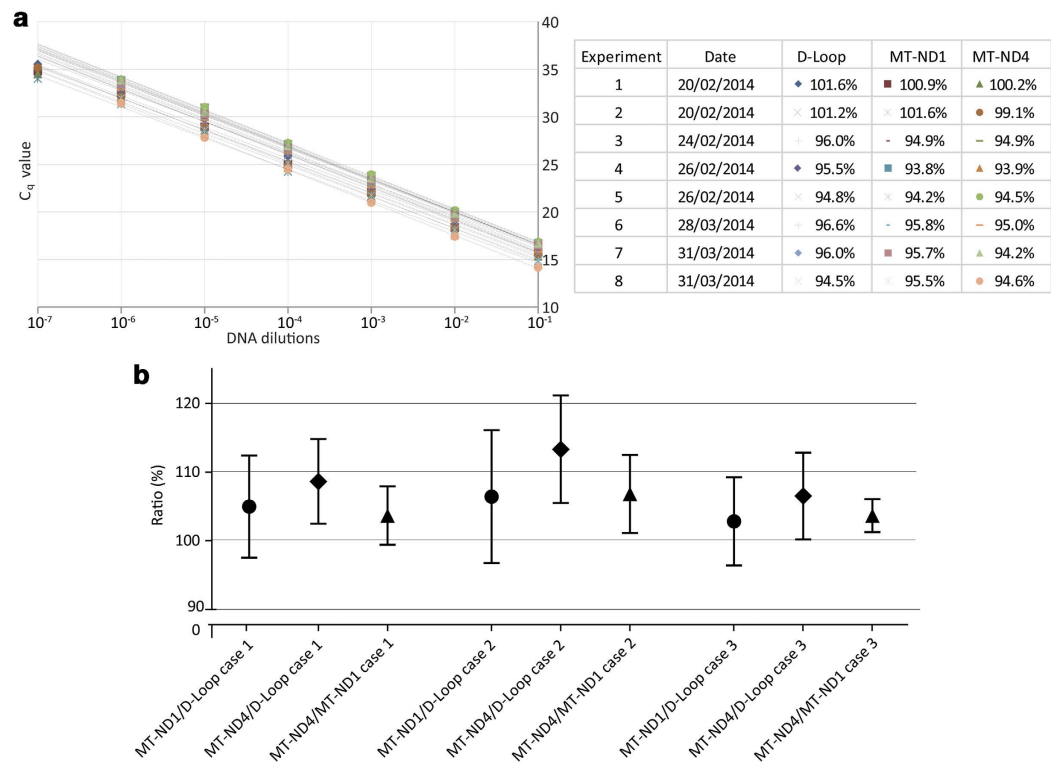 a
40
35
30
25
20
15
10
40
35
30
25
20
15
10
C_q value
10^-7 10^-6 10^-5 10^-4 10^-3 10^-2 10^-1
DNA dilutions
Experiment Date D-Loop MT-ND1 MT-ND4
1 20/02/2014 101.6% 100.9% 100.2%
2 20/02/2014 101.2% 101.6% 99.1%
3 24/02/2014 96.0% 94.9% 94.9%
4 26/02/2014 95.5% 93.8% 93.9%
5 26/02/2014 94.8% 94.2% 94.5%
6 28/03/2014 96.6% 95.8% 95.0%
7 31/03/2014 96.0% 95.7% 94.2%
8 31/03/2014 94.5% 95.5% 94.6%
b
120
110
100
90
0
Ratio (%)
MT-ND1/D-Loop case 1
MT-ND4/D-Loop case 1
MT-ND4/MT-ND1 case 1
MT-ND1/D-Loop case 2
MT-ND4/D-Loop case 2
MT-ND4/MT-ND1 case 2
MT-ND1/D-Loop case 3
MT-ND4/D-Loop case 3
MT-ND4/MT-ND1 case 3